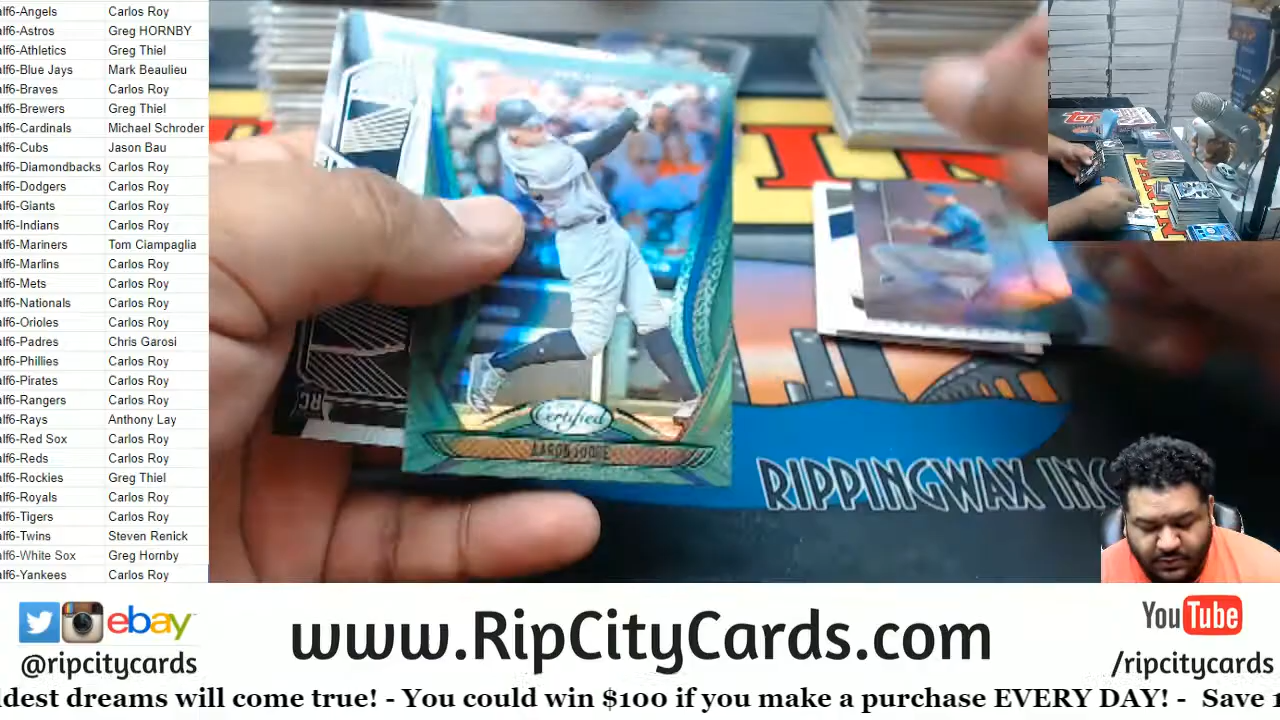 alf6-Angels Carlos Roy
alf6-Astros Greg HORNBY
alf6-Athletics Greg Thiel
alf6-Blue Jays Mark Beaulieu
alf6-Braves Carlos Roy
alf6-Brewers Greg Thiel
alf6-Cardinals Michael Schroder
alf6-Cubs Jason Bau
alf6-Diamondbacks Carlos Roy
alf6-Dodgers Carlos Roy
alf6-Giants Carlos Roy
alf6-Indians Carlos Roy
alf6-Mariners Tom Ciampaglia
alf6-Marlins Carlos Roy
alf6-Mets Carlos Roy
alf6-Nationals Carlos Roy
alf6-Orioles Carlos Roy
alf6-Padres Chris Garosi
alf6-Phillies Carlos Roy
alf6-Pirates Carlos Roy
alf6-Rangers Carlos Roy
alf6-Rays Anthony Lay
alf6-Red Sox Carlos Roy
alf6-Reds Carlos Roy
alf6-Rockies Greg Thiel
alf6-Royals Carlos Roy
alf6-Tigers Carlos Roy
alf6-Twins Steven Renick
alf6-White Sox Greg Hornby
alf6-Yankees Carlos Roy
RC
Certified
AARON JUDGE
RIPPINGWAX INC
ebay
@ripcitycards
www.RipCityCards.com
YouTube
/ripcitycards
ldest dreams will come true! - You could win $100 if you make a purchase EVERY DAY! - Save 1